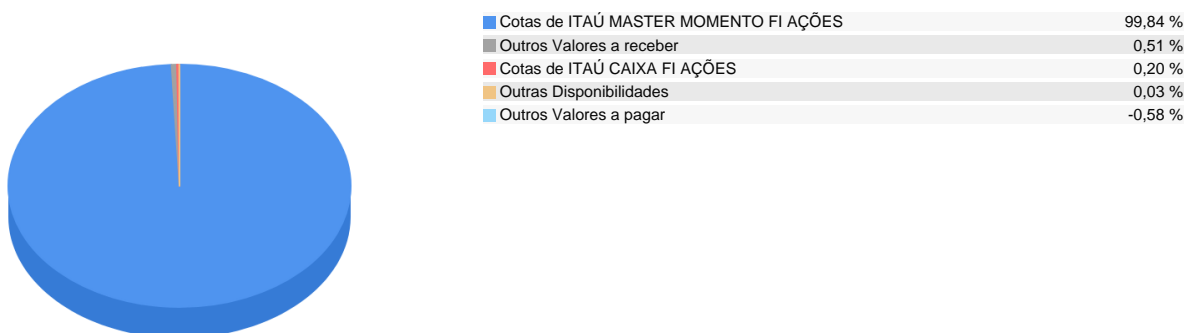 Cotas de ITAÚ MASTER MOMENTO FI AÇÕES 99,84 %
Outros Valores a receber 0,51 %
Cotas de ITAÚ CAIXA FI AÇÕES 0,20 %
Outras Disponibilidades 0,03 %
Outros Valores a pagar -0,58 %